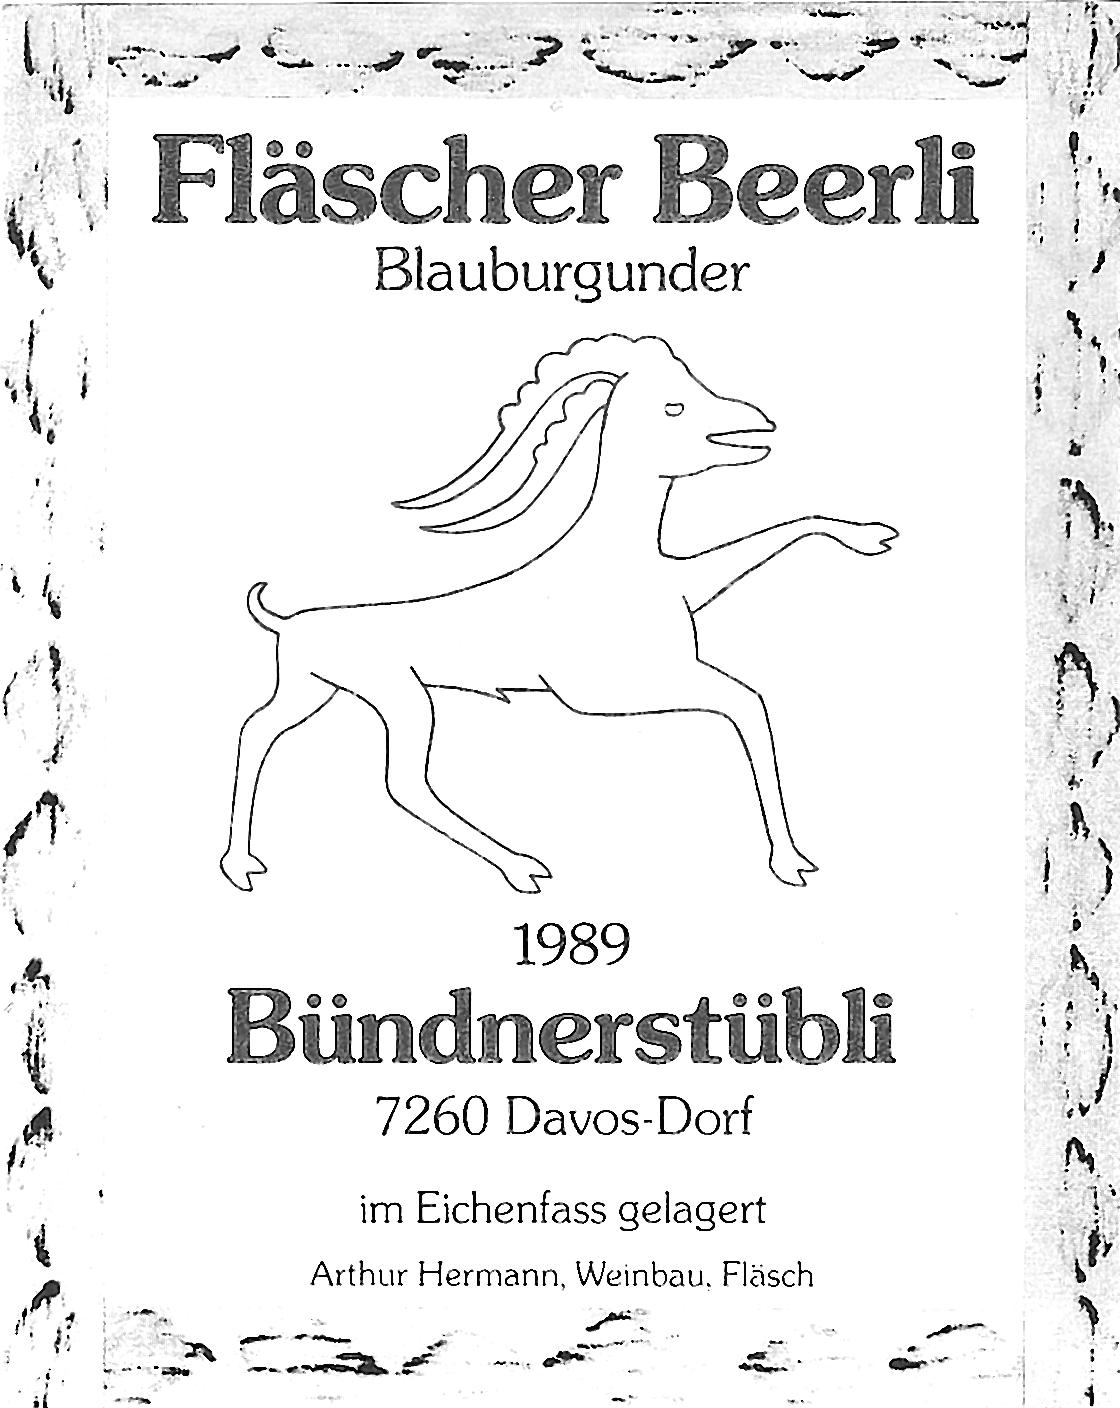 Fläscher Beerli
Blauburgunder
1989
Bündnerstübli
7260 Davos-Dorf
im Eichenfass gelagert
Arthur Hermann, Weinbau, Fläsch